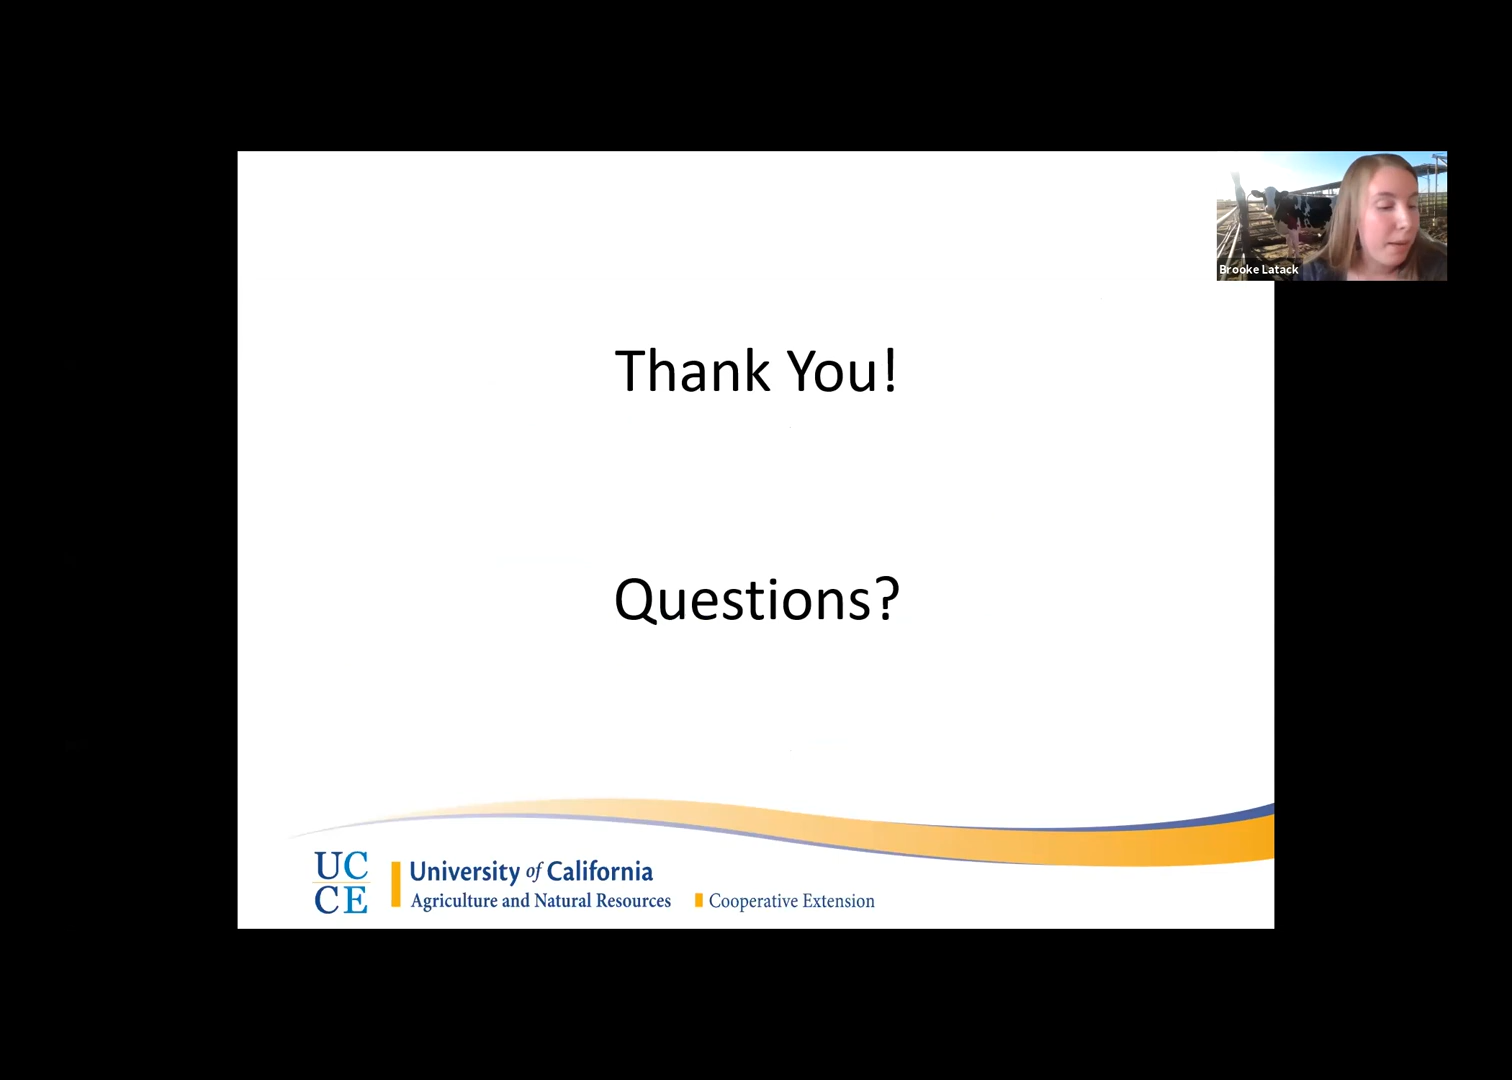 Brooke Latack
Thank You!
Questions?
UC
CE
University of California
Agriculture and Natural Resources
Cooperative Extension